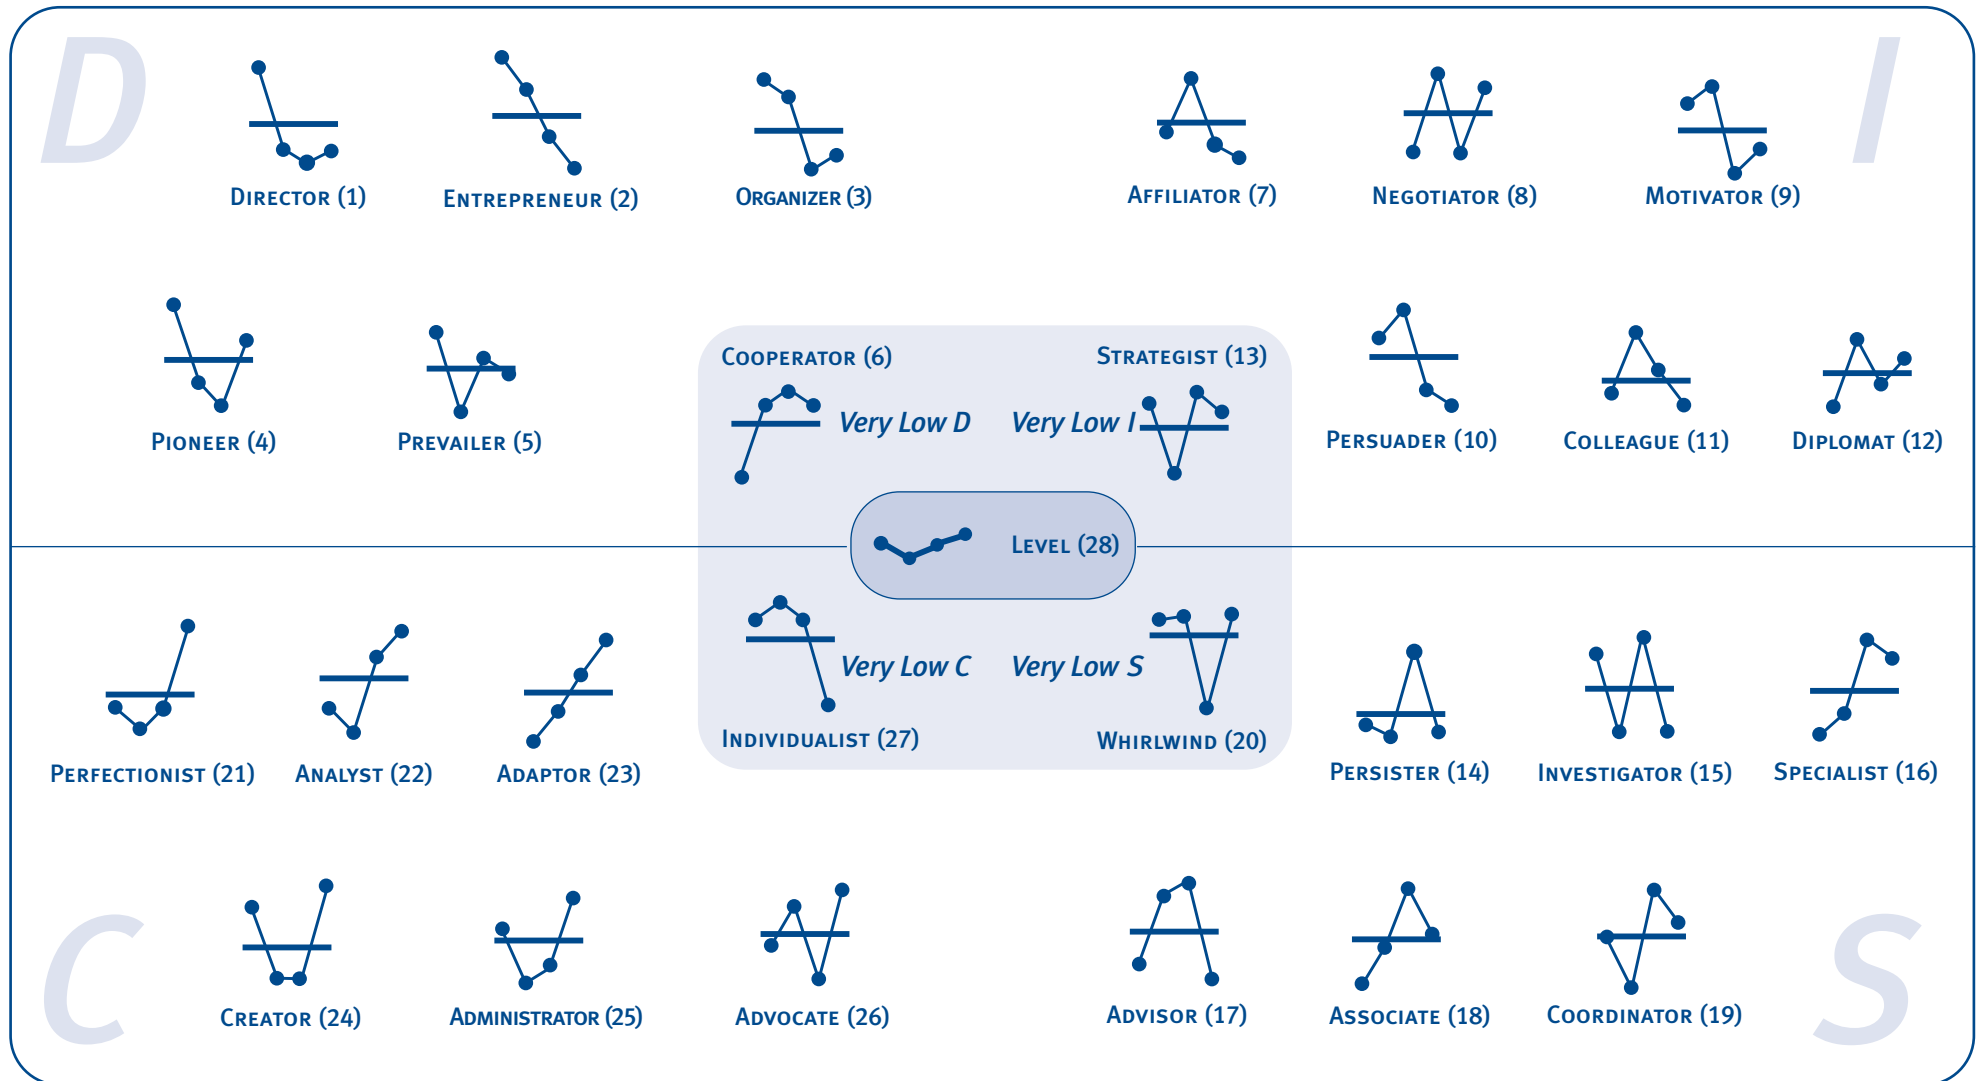 D
I
DIRECTOR (1)
ENTREPRENEUR (2)
ORGANIZER (3)
AFFILIATOR (7)
NEGOTIATOR (8)
MOTIVATOR (9)
PIONEER (4)
PREVAILER (5)
COOPERATOR (6)
Very Low D
STRATEGIST (13)
Very Low I
PERSUADER (10)
COLLEAGUE (11)
DIPLOMAT (12)
LEVEL (28)
Very Low C
INDIVIDUALIST (27)
Very Low S
WHIRLWIND (20)
PERFECTIONIST (21)
ANALYST (22)
ADAPTOR (23)
PERSISTER (14)
INVESTIGATOR (15)
SPECIALIST (16)
C
S
CREATOR (24)
ADMINISTRATOR (25)
ADVOCATE (26)
ADVISOR (17)
ASSOCIATE (18)
COORDINATOR (19)